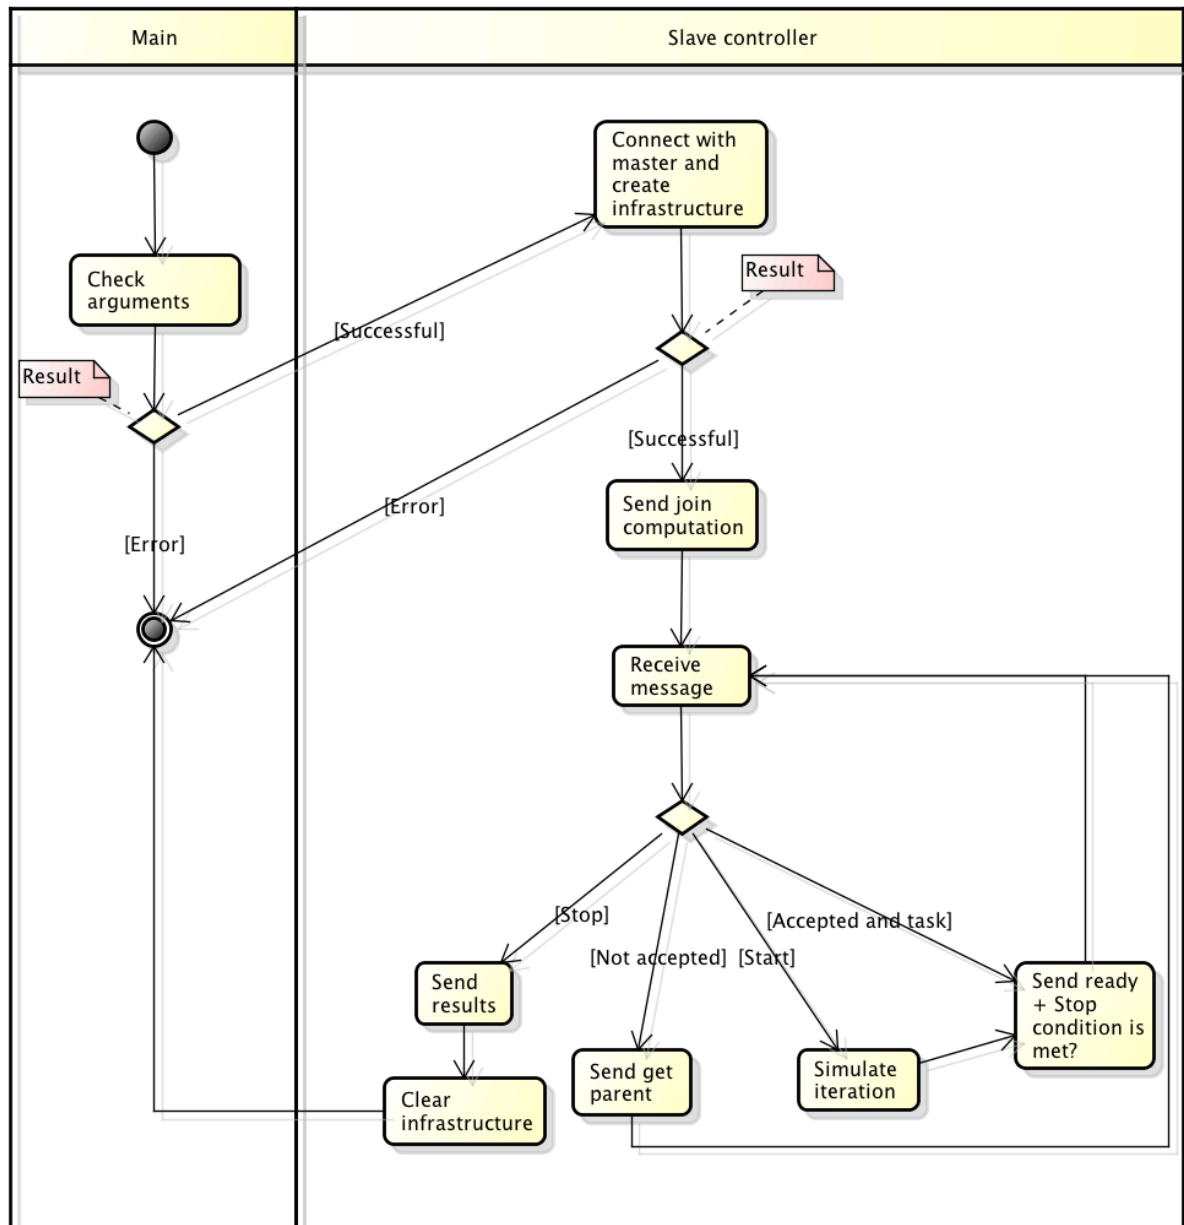 Main
Slave controller
Connect with
master and
create
infrastructure
Result
Check
arguments
[Successful]
Result
[Successful]
[Error]
Send join
computation
[Error]
Receive
message
[Stop]
[Accepted and task]
[Not accepted]
[Start]
Send
results
Send ready
+ Stop
condition is
met?
Send get
parent
Simulate
iteration
Clear
infrastructure